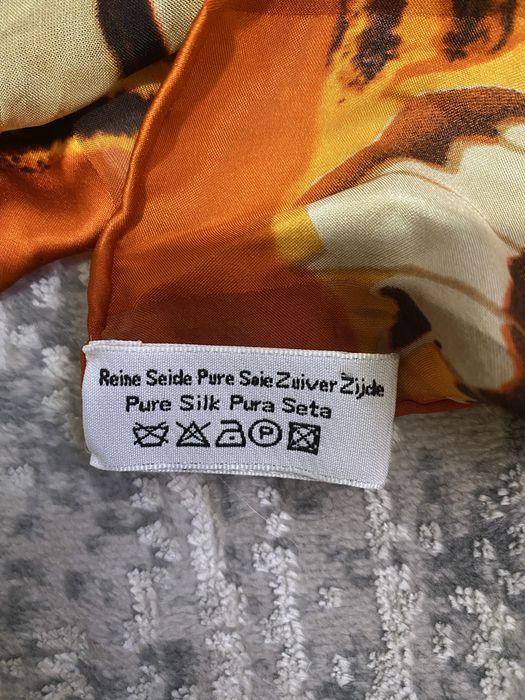 Reine Seide Pure Soie Zuiver Zijde
Pure Silk Pura Seta
P